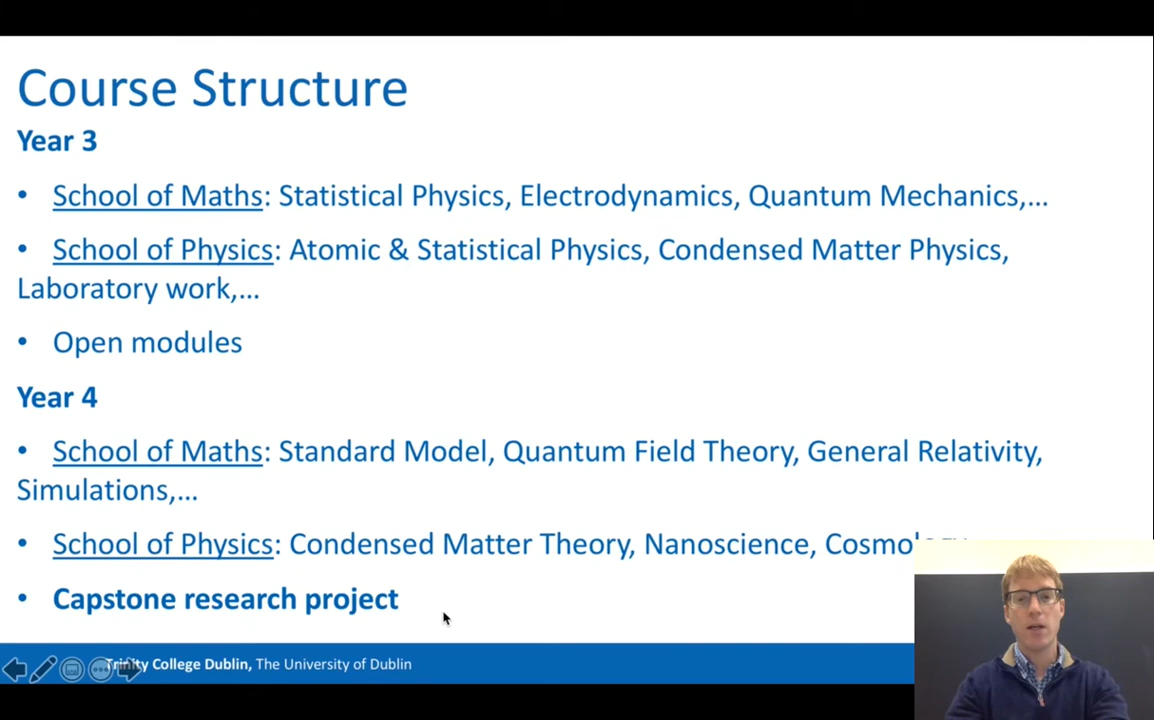 Course Structure
Year 3
• School of Maths: Statistical Physics, Electrodynamics, Quantum Mechanics,...
• School of Physics: Atomic & Statistical Physics, Condensed Matter Physics,
Laboratory work,...
• Open modules
Year 4
• School of Maths: Standard Model, Quantum Field Theory, General Relativity,
Simulations,...
• School of Physics: Condensed Matter Theory, Nanoscience, Cosmology
• Capstone research project
Trinity College Dublin, The University of Dublin